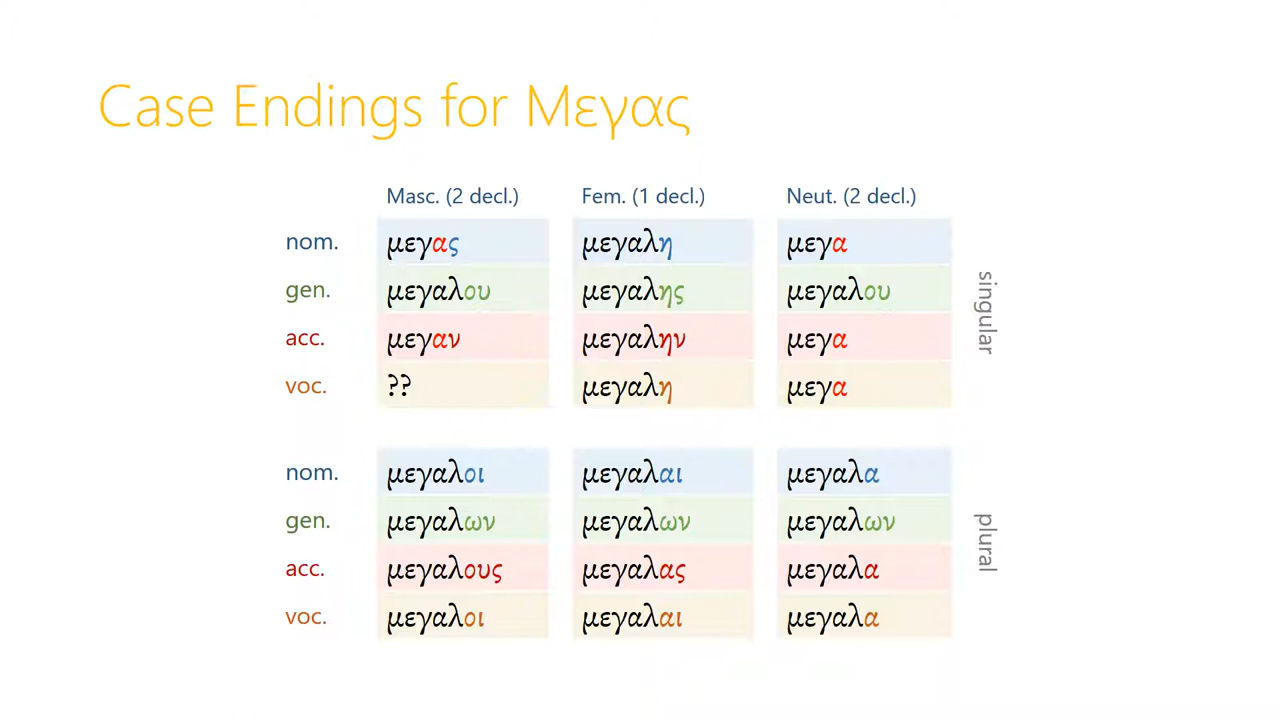 Case Endings for Μεγας
Masc. (2 decl.) Fem. (1 decl.) Neut. (2 decl.)
nom. μεγας μεγαλη μεγα
gen. μεγαλου μεγαλης μεγαλου
acc. μεγαν μεγαλην μεγα
voc. ?? μεγαλη μεγα
singular
nom. μεγαλοι μεγαλαι μεγαλα
gen. μεγαλων μεγαλων μεγαλων
acc. μεγαλους μεγαλας μεγαλα
voc. μεγαλοι μεγαλαι μεγαλα
plural